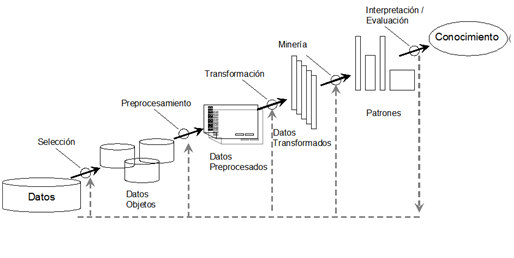 Interpretación /
Evaluación
Conocimiento
Minería
Transformación
Patrones
Preprocesamiento
Datos
Transformados
Selección
Datos
Preprocesados
Datos
Datos
Objetos